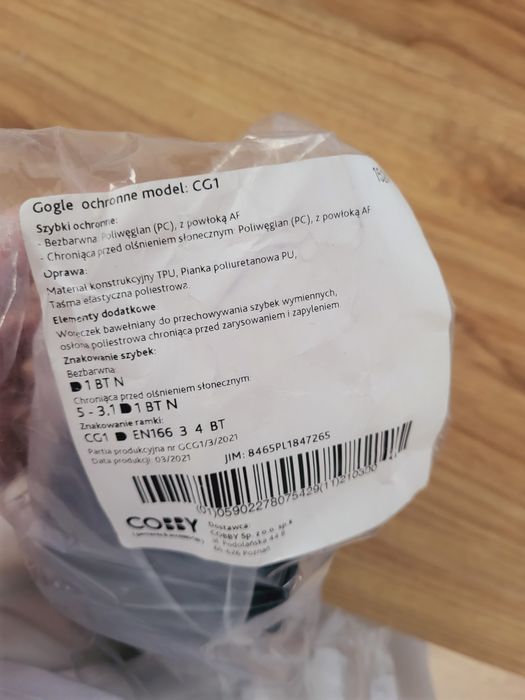 Gogle ochronne model: CG1
Szybki ochronne:
- Bezbarwna: Poliwęglan (PC), z powłoką AF
- Chroniąca przed olśnieniem słonecznym: Poliwęglan (PC), z powłoką AF
Oprawa:
Materiał konstrukcyjny TPU, Pianka poliuretanowa PU,
Taśma elastyczna poliestrowa.
Elementy dodatkowe
Woreczek bawełniany do przechowywania szybek wymiennych,
osłona poliestrowa chroniąca przed zarysowaniem i zapyleniem
Znakowanie szybek:
Bezbarwna:
D 1 BT N
Chroniąca przed olśnieniem słonecznym:
5 - 3,1 D 1 BT N
Znakowanie ramki:
CG1 D EN166 3 4 BT
Partia produkcyjna nr GCG1/3/2021
Data produkcji: 03/2021
JIM: 8465PL1847265
(01)05902278075429(11)210300
COBBY
Dostawca:
COBBY Sp. z o.o. sp.k
ul. Podolańska 44 B
60-626 Poznań